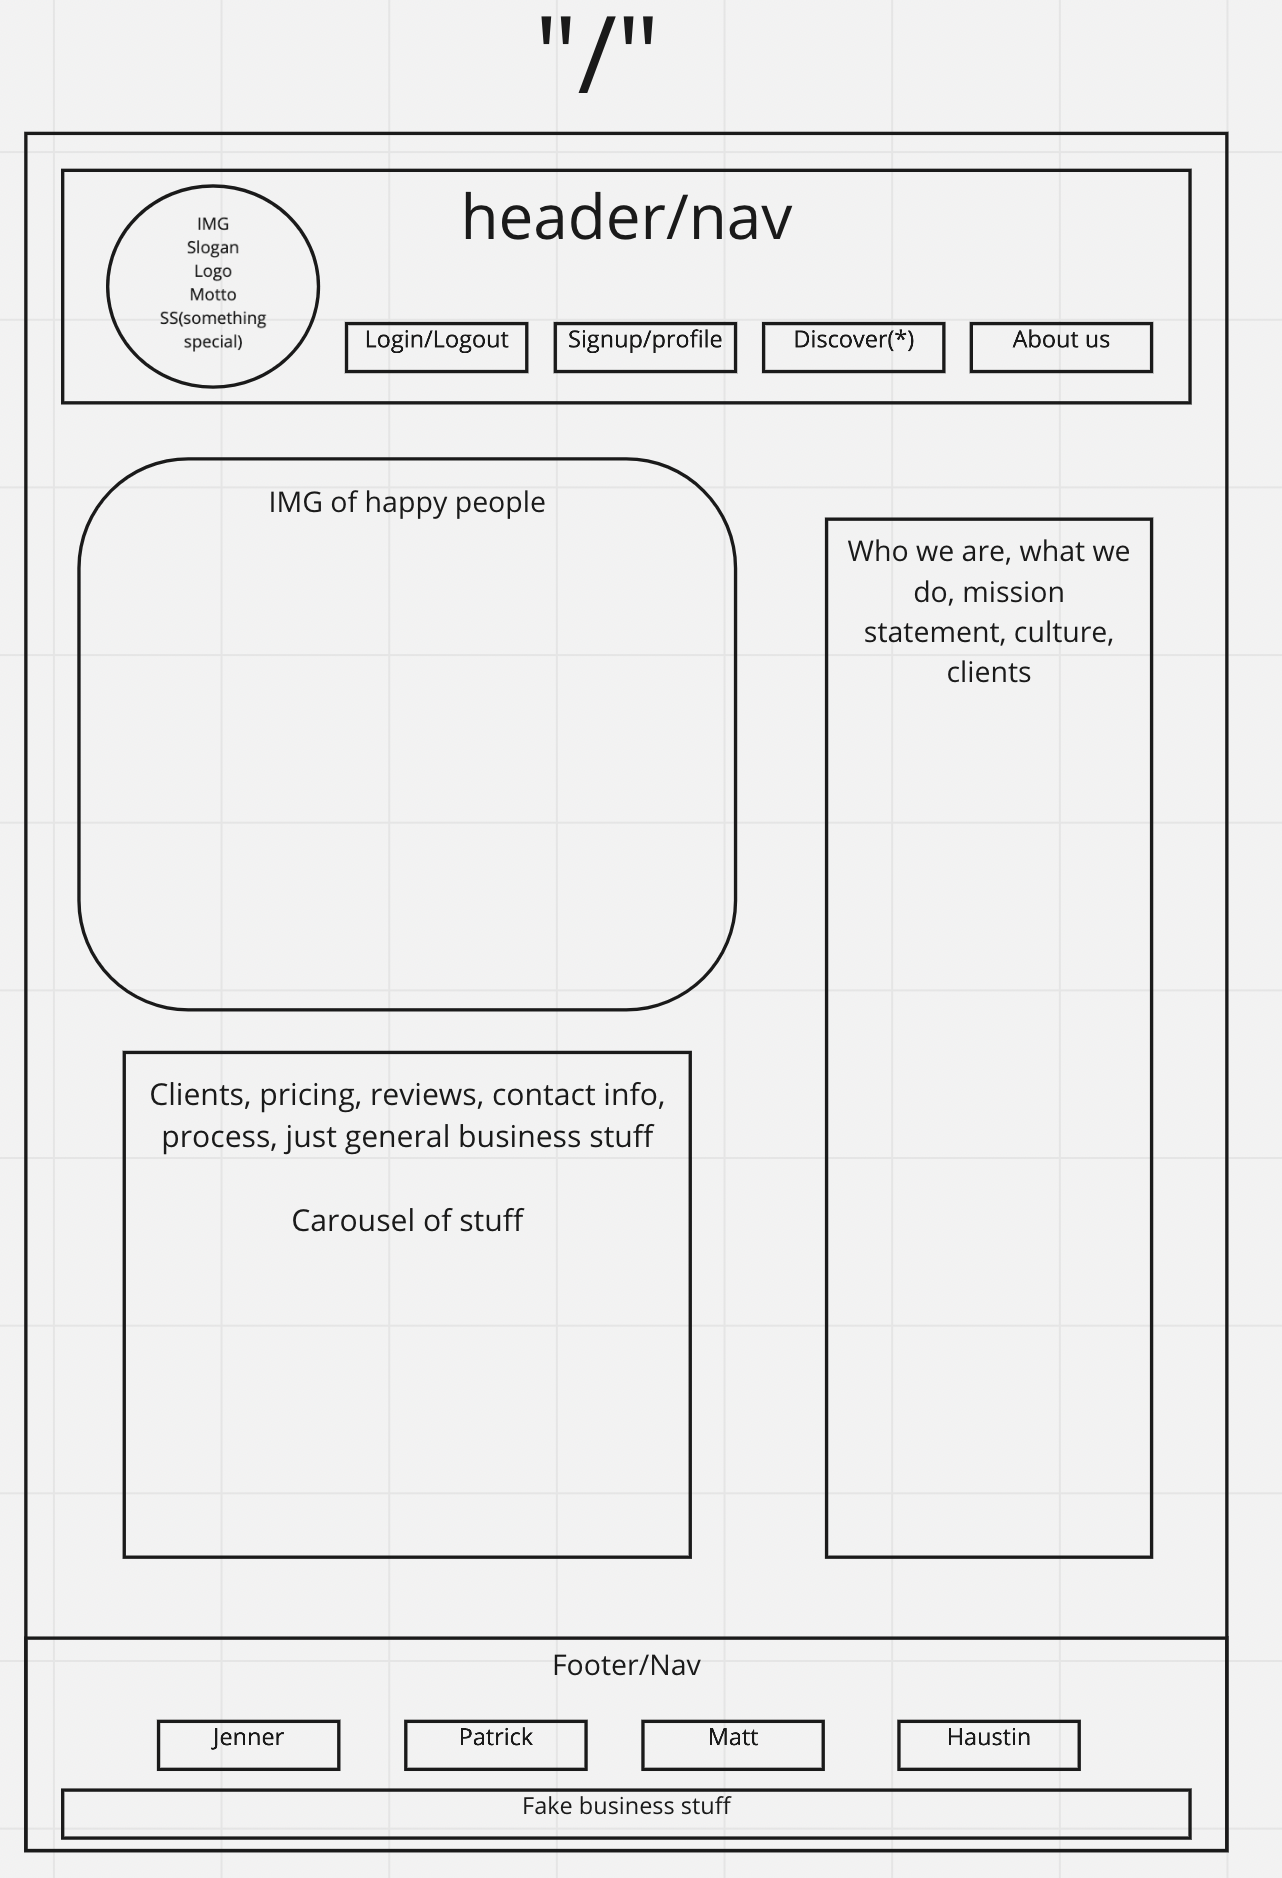 "/"
header/nav
IMG
Slogan
Logo
Motto
SS(something
special)
Login/Logout
Signup/profile
Discover(*)
About us
IMG of happy people
Who we are, what we
do, mission
statement, culture,
clients
Clients, pricing, reviews, contact info,
process, just general business stuff
Carousel of stuff
Footer/Nav
Jenner
Patrick
Matt
Haustin
Fake business stuff